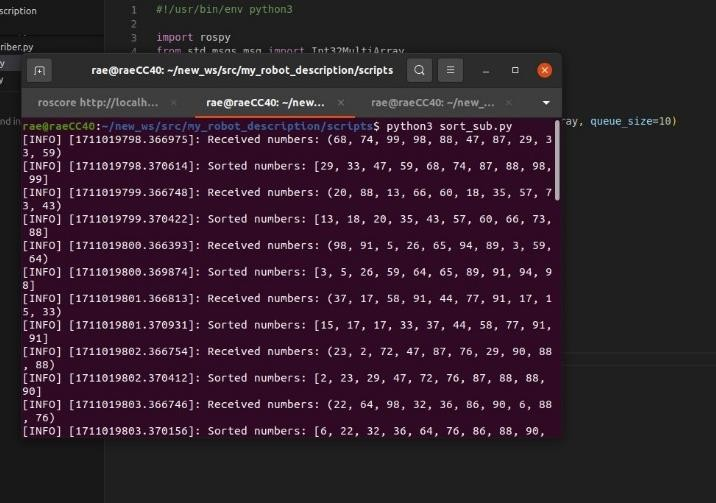 scription
riber.py
y
y
nd in
1 #!/usr/bin/env python3
2
3 import rospy
4 from std_msgs.msg import Int32MultiArray
ray, queue_size=10)
rae@raeCC40: ~/new_ws/src/my_robot_description/scripts
roscore http://localh... × rae@raeCC40: ~/new... × rae@raeCC40: ~/new_... ×
rae@raeCC40:~/new_ws/src/my_robot_description/scripts$ python3 sort_sub.py
[INFO] [1711019798.366975]: Received numbers: (68, 74, 99, 98, 88, 47, 87, 29, 3
3, 59)
[INFO] [1711019798.370614]: Sorted numbers: [29, 33, 47, 59, 68, 74, 87, 88, 98,
 99]
[INFO] [1711019799.366748]: Received numbers: (20, 88, 13, 66, 60, 18, 35, 57, 7
3, 43)
[INFO] [1711019799.370422]: Sorted numbers: [13, 18, 20, 35, 43, 57, 60, 66, 73,
 88]
[INFO] [1711019800.366393]: Received numbers: (98, 91, 5, 26, 65, 94, 89, 3, 59,
 64)
[INFO] [1711019800.369874]: Sorted numbers: [3, 5, 26, 59, 64, 65, 89, 91, 94, 9
8]
[INFO] [1711019801.366813]: Received numbers: (37, 17, 58, 91, 44, 77, 91, 17, 1
5, 33)
[INFO] [1711019801.370931]: Sorted numbers: [15, 17, 17, 33, 37, 44, 58, 77, 91,
 91]
[INFO] [1711019802.366754]: Received numbers: (23, 2, 72, 47, 87, 76, 29, 90, 88
, 88)
[INFO] [1711019802.370412]: Sorted numbers: [2, 23, 29, 47, 72, 76, 87, 88, 88,
90]
[INFO] [1711019803.366746]: Received numbers: (22, 64, 98, 32, 36, 86, 90, 6, 88
, 76)
[INFO] [1711019803.370156]: Sorted numbers: [6, 22, 32, 36, 64, 76, 86, 88, 90,